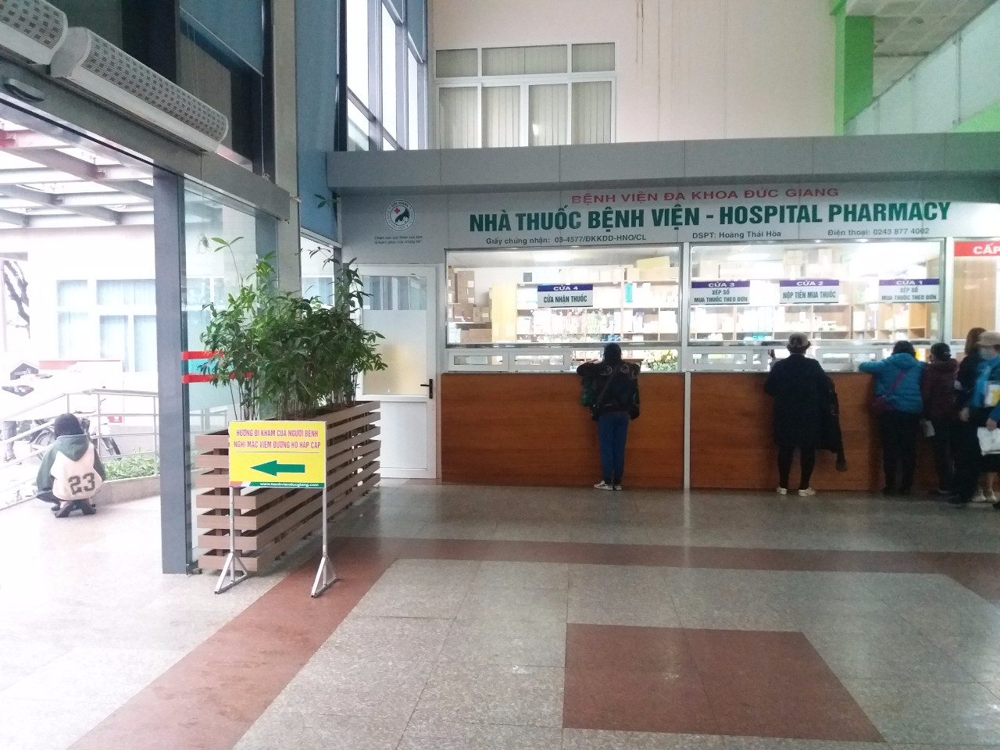 BỆNH VIỆN ĐA KHOA ĐỨC GIANG
NHÀ THUỐC BỆNH VIỆN - HOSPITAL PHARMACY
Giấy chứng nhận: 03-4577/ĐKKDD-HNO/CL
DSPT: Hoàng Thái Hòa
Điện thoại: 0243 877 4002
CẤP
CỬA 4
CỬA NHẬN THUỐC
CỬA 3
XẾP SỔ
MUA THUỐC THEO ĐƠN
CỬA 2
NỘP TIỀN MUA THUỐC
CỬA 1
XẾP SỔ
MUA THUỐC THEO ĐƠN
HƯỚNG ĐI KHÁM CỦA NGƯỜI BỆNH
NGHI MẮC VIÊM ĐƯỜNG HÔ HẤP CẤP
www.benhvienducgiang.com
23